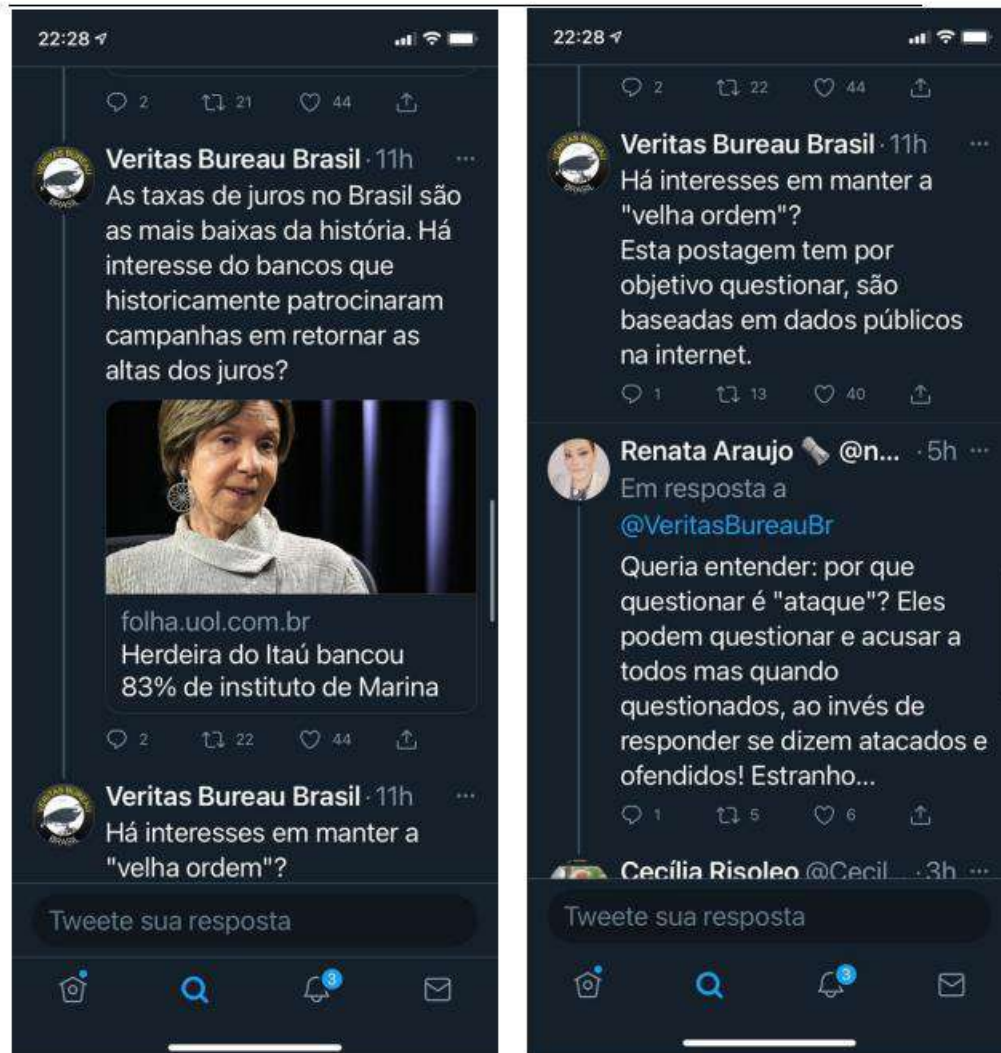 22:28
2 21 44
Veritas Bureau Brasil · 11h ...
As taxas de juros no Brasil são
as mais baixas da história. Há
interesse do bancos que
historicamente patrocinaram
campanhas em retornar as
altas dos juros?
folha.uol.com.br
Herdeira do Itaú bancou
83% de instituto de Marina
2 22 44
Veritas Bureau Brasil · 11h ...
Há interesses em manter a
"velha ordem"?
Tweete sua resposta
3
22:28
2 22 44
Veritas Bureau Brasil · 11h ...
Há interesses em manter a
"velha ordem"?
Esta postagem tem por
objetivo questionar, são
baseadas em dados públicos
na internet.
1 13 40
Renata Araujo @n... · 5h ...
Em resposta a
@VeritasBureauBr
Queria entender: por que
questionar é "ataque"? Eles
podem questionar e acusar a
todos mas quando
questionados, ao invés de
responder se dizem atacados e
ofendidos! Estranho...
1 5 6
Cecília Risoleo @Cecil... · 3h ...
Tweete sua resposta
3